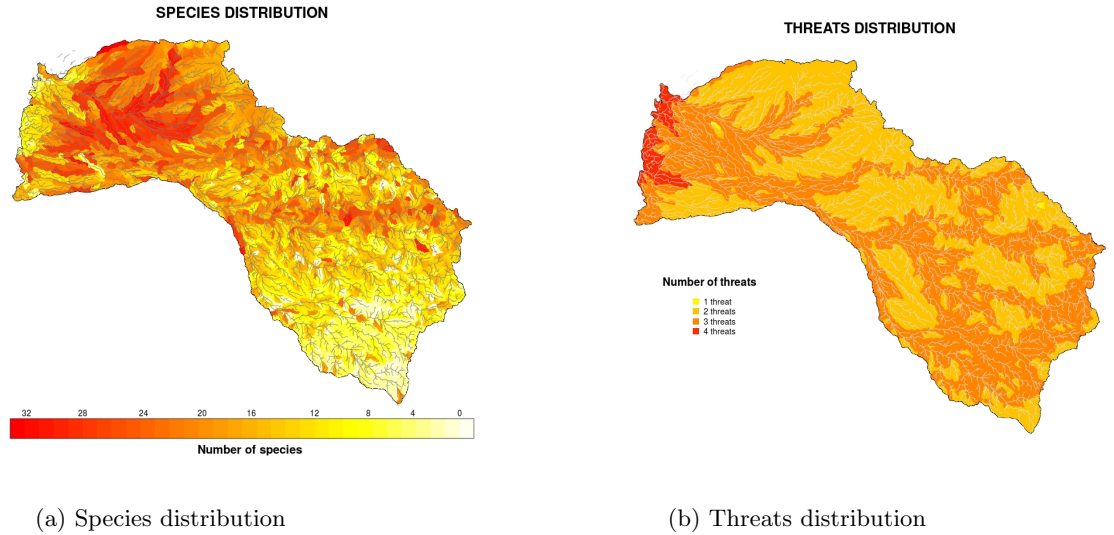 SPECIES DISTRIBUTION
32 28 24 20 16 12 8 4 0
Number of species
(a) Species distribution
THREATS DISTRIBUTION
Number of threats
1 threat
2 threats
3 threats
4 threats
(b) Threats distribution